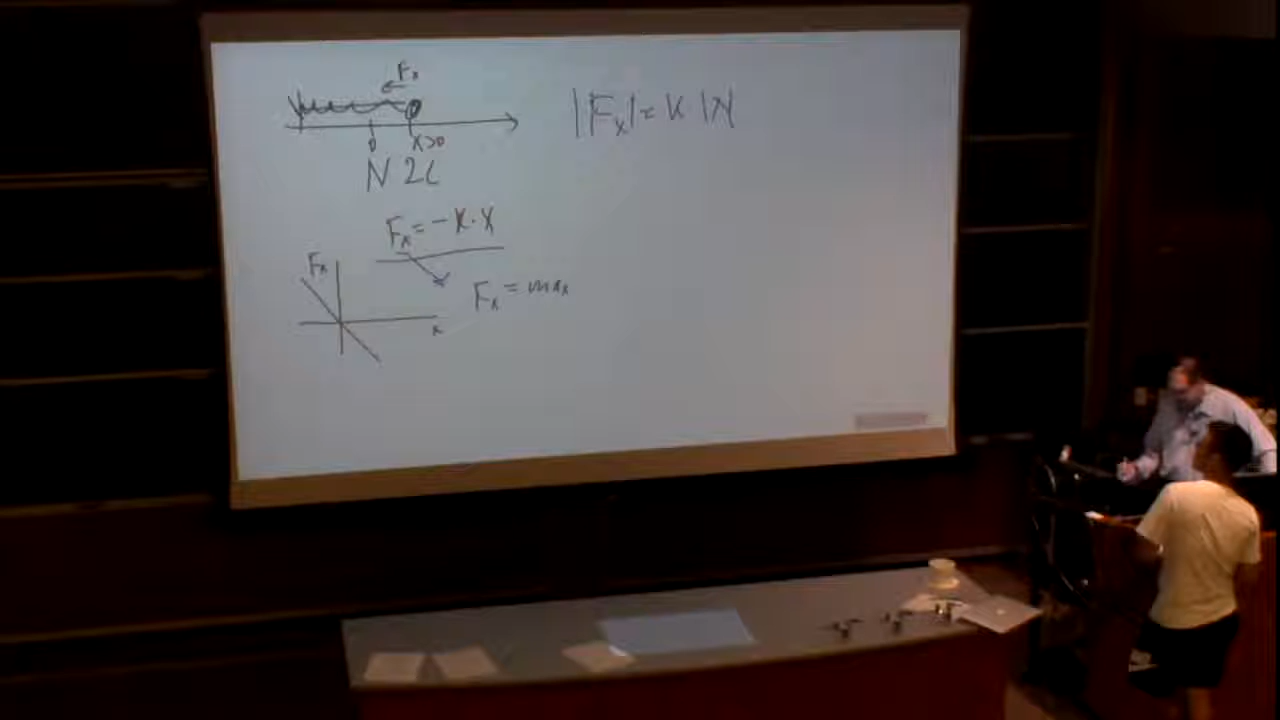 Fx
0 x>0
|Fx| = K |X|
N 2L
Fx = -K·X
Fx
x
Fx = max